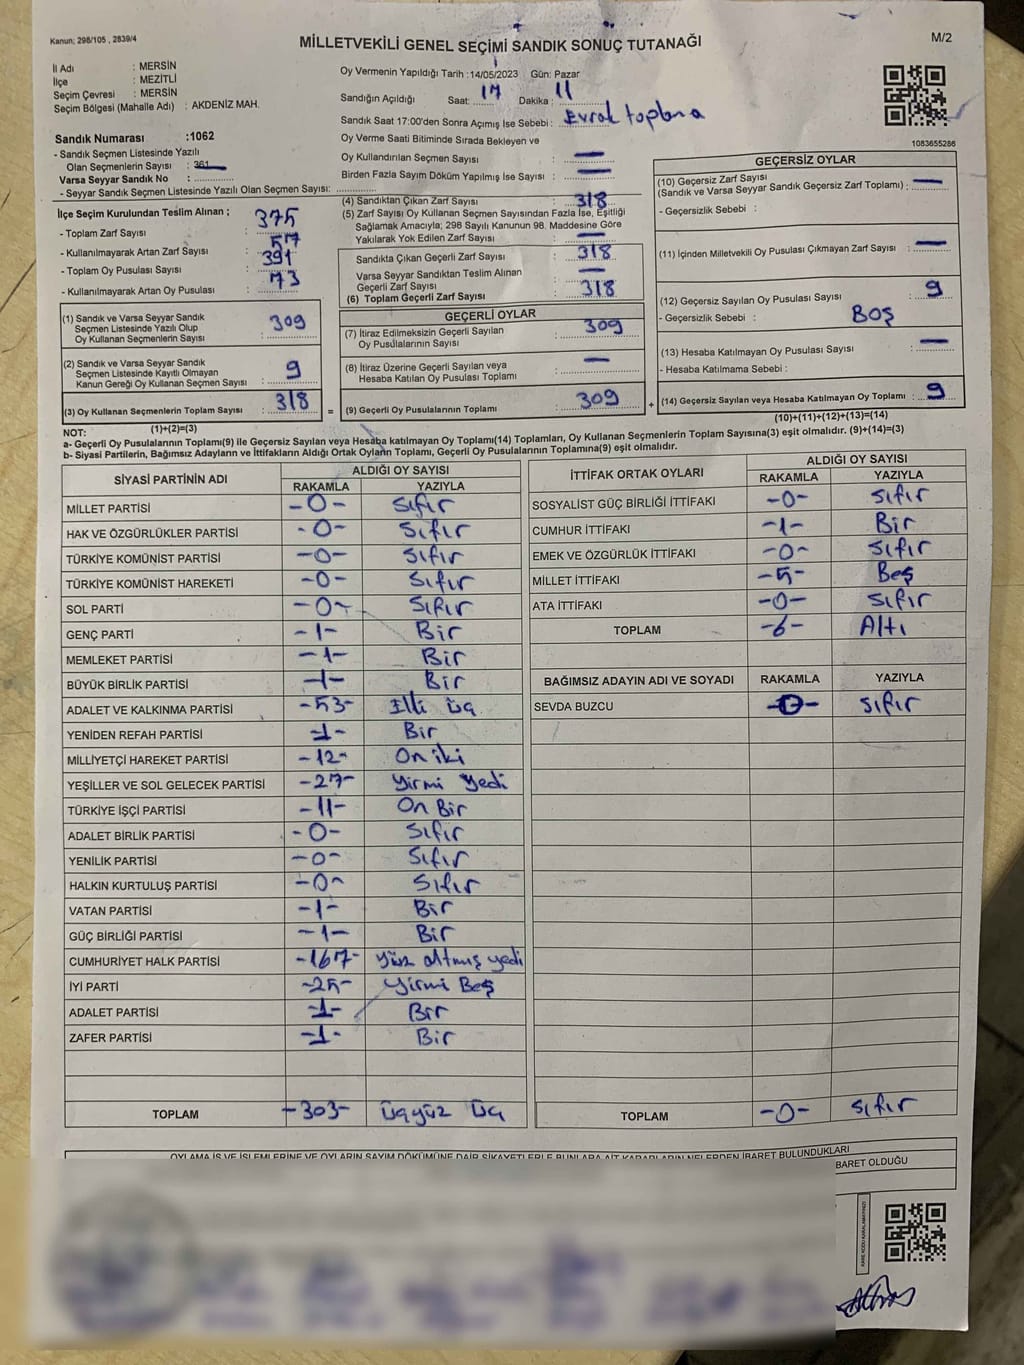 Kanun; 298/105 , 2839/4
MİLLETVEKİLİ GENEL SEÇİMİ SANDIK SONUÇ TUTANAĞI
M/2
İl Adı : MERSİN
İlçe : MEZİTLİ
Seçim Çevresi : MERSİN
Seçim Bölgesi (Mahalle Adı) : AKDENİZ MAH.
Oy Vermenin Yapıldığı Tarih :14/05/2023 Gün: Pazar
Sandığın Açıldığı Saat: 17 Dakika : 11
Sandık Saat 17:00'den Sonra Açımış İse Sebebi : Evrak toplama
Oy Verme Saati Bitiminde Sırada Bekleyen ve
Oy Kullandırılan Seçmen Sayısı : —
Birden Fazla Sayım Döküm Yapılmış İse Sayısı : —
1083655286
Sandık Numarası :1062
- Sandık Seçmen Listesinde Yazılı
Olan Seçmenlerin Sayısı : 361
Varsa Seyyar Sandık No :
- Seyyar Sandık Seçmen Listesinde Yazılı Olan Seçmen Sayısı:
İlçe Seçim Kurulundan Teslim Alınan ;
- Toplam Zarf Sayısı : 375
- Kullanılmayarak Artan Zarf Sayısı : 57
- Toplam Oy Pusulası Sayısı : 391
- Kullanılmayarak Artan Oy Pusulası : 73
(1) Sandık ve Varsa Seyyar Sandık
Seçmen Listesinde Yazılı Olup
Oy Kullanan Seçmenlerin Sayısı : 309
(2) Sandık ve Varsa Seyyar Sandık
Seçmen Listesinde Kayıtlı Olmayan
Kanun Gereği Oy Kullanan Seçmen Sayısı : 9
(3) Oy Kullanan Seçmenlerin Toplam Sayısı : 318
(1)+(2)=(3)
(4) Sandıktan Çıkan Zarf Sayısı : 318
(5) Zarf Sayısı Oy Kullanan Seçmen Sayısından Fazla İse, Eşitliği
Sağlamak Amacıyla; 298 Sayılı Kanunun 98. Maddesine Göre
Yakılarak Yok Edilen Zarf Sayısı : —
Sandıkta Çıkan Geçerli Zarf Sayısı : 318
Varsa Seyyar Sandıktan Teslim Alınan
Geçerli Zarf Sayısı : —
(6) Toplam Geçerli Zarf Sayısı : 318
GEÇERLİ OYLAR
(7) İtiraz Edilmeksizin Geçerli Sayılan
Oy Pusulalarının Sayısı : 309
(8) İtiraz Üzerine Geçerli Sayılan veya
Hesaba Katılan Oy Pusulası Toplamı : —
= (9) Geçerli Oy Pusulalarının Toplamı : 309
GEÇERSİZ OYLAR
(10) Geçersiz Zarf Sayısı
(Sandık ve Varsa Seyyar Sandık Geçersiz Zarf Toplamı) : —
- Geçersizlik Sebebi :
(11) İçinden Milletvekili Oy Pusulası Çıkmayan Zarf Sayısı : —
(12) Geçersiz Sayılan Oy Pusulası Sayısı : 9
- Geçersizlik Sebebi : BOŞ
(13) Hesaba Katılmayan Oy Pusulası Sayısı : —
- Hesaba Katılmama Sebebi :
+ (14) Geçersiz Sayılan veya Hesaba Katılmayan Oy Toplamı : 9
(10)+(11)+(12)+(13)=(14)
NOT:
a- Geçerli Oy Pusulalarının Toplamı(9) ile Geçersiz Sayılan veya Hesaba katılmayan Oy Toplamı(14) Toplamları, Oy Kullanan Seçmenlerin Toplam Sayısına(3) eşit olmalıdır. (9)+(14)=(3)
b- Siyasi Partilerin, Bağımsız Adayların ve İttifakların Aldığı Ortak Oyların Toplamı, Geçerli Oy Pusulalarının Toplamına(9) eşit olmalıdır.
SİYASİ PARTİNİN ADI ALDIĞI OY SAYISI
RAKAMLA YAZIYLA
MİLLET PARTİSİ -0- Sıfır
HAK VE ÖZGÜRLÜKLER PARTİSİ -0- Sıfır
TÜRKİYE KOMÜNİST PARTİSİ -0- Sıfır
TÜRKİYE KOMÜNİST HAREKETİ -0- Sıfır
SOL PARTİ -0- Sıfır
GENÇ PARTİ -1- Bir
MEMLEKET PARTİSİ -1- Bir
BÜYÜK BİRLİK PARTİSİ -1- Bir
ADALET VE KALKINMA PARTİSİ -53- Elli üç
YENİDEN REFAH PARTİSİ -1- Bir
MİLLİYETÇİ HAREKET PARTİSİ -12- On iki
YEŞİLLER VE SOL GELECEK PARTİSİ -27- Yirmi yedi
TÜRKİYE İŞÇİ PARTİSİ -11- On Bir
ADALET BİRLİK PARTİSİ -0- Sıfır
YENİLİK PARTİSİ -0- Sıfır
HALKIN KURTULUŞ PARTİSİ -0- Sıfır
VATAN PARTİSİ -1- Bir
GÜÇ BİRLİĞİ PARTİSİ -1- Bir
CUMHURİYET HALK PARTİSİ -167- Yüz altmış yedi
İYİ PARTİ -25- Yirmi Beş
ADALET PARTİSİ -1- Bir
ZAFER PARTİSİ -1- Bir
TOPLAM -303- Üçyüz üç
İTTİFAK ORTAK OYLARI ALDIĞI OY SAYISI
RAKAMLA YAZIYLA
SOSYALİST GÜÇ BİRLİĞİ İTTİFAKI -0- Sıfır
CUMHUR İTTİFAKI -1- Bir
EMEK VE ÖZGÜRLÜK İTTİFAKI -0- Sıfır
MİLLET İTTİFAKI -5- Beş
ATA İTTİFAKI -0- Sıfır
TOPLAM -6- Altı
BAĞIMSIZ ADAYIN ADI VE SOYADI RAKAMLA YAZIYLA
SEVDA BUZCU -0- Sıfır
TOPLAM -0- Sıfır
OYLAMA İŞ VE İŞLEMLERİNE VE OYLARIN SAYIM DÖKÜMÜNE DAİR ŞİKAYETLERLE BUNLARA AİT KARARLARIN NELERDEN İBARET BULUNDUKLARI
BARET OLDUĞU